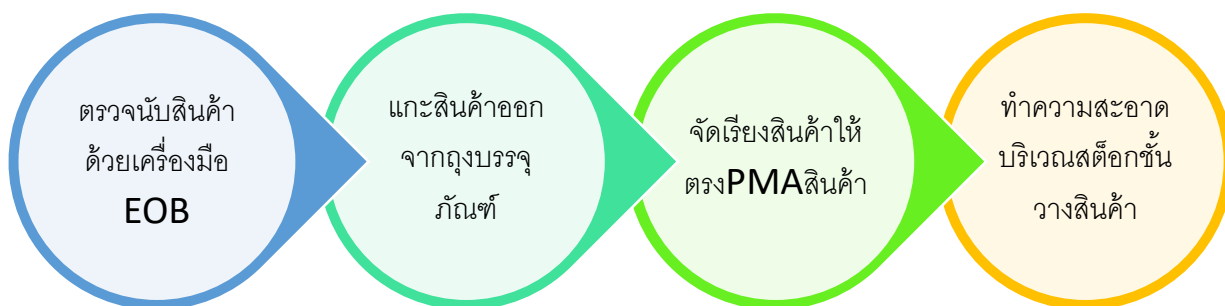 ตรวจนับสินค้า
ด้วยเครื่องมือ
EOB
แกะสินค้าออก
จากถุงบรรจุ
ภัณฑ์
จัดเรียงสินค้าให้
ตรงPMAสินค้า
ทำความสะอาด
บริเวณสต็อกชั้น
วางสินค้า